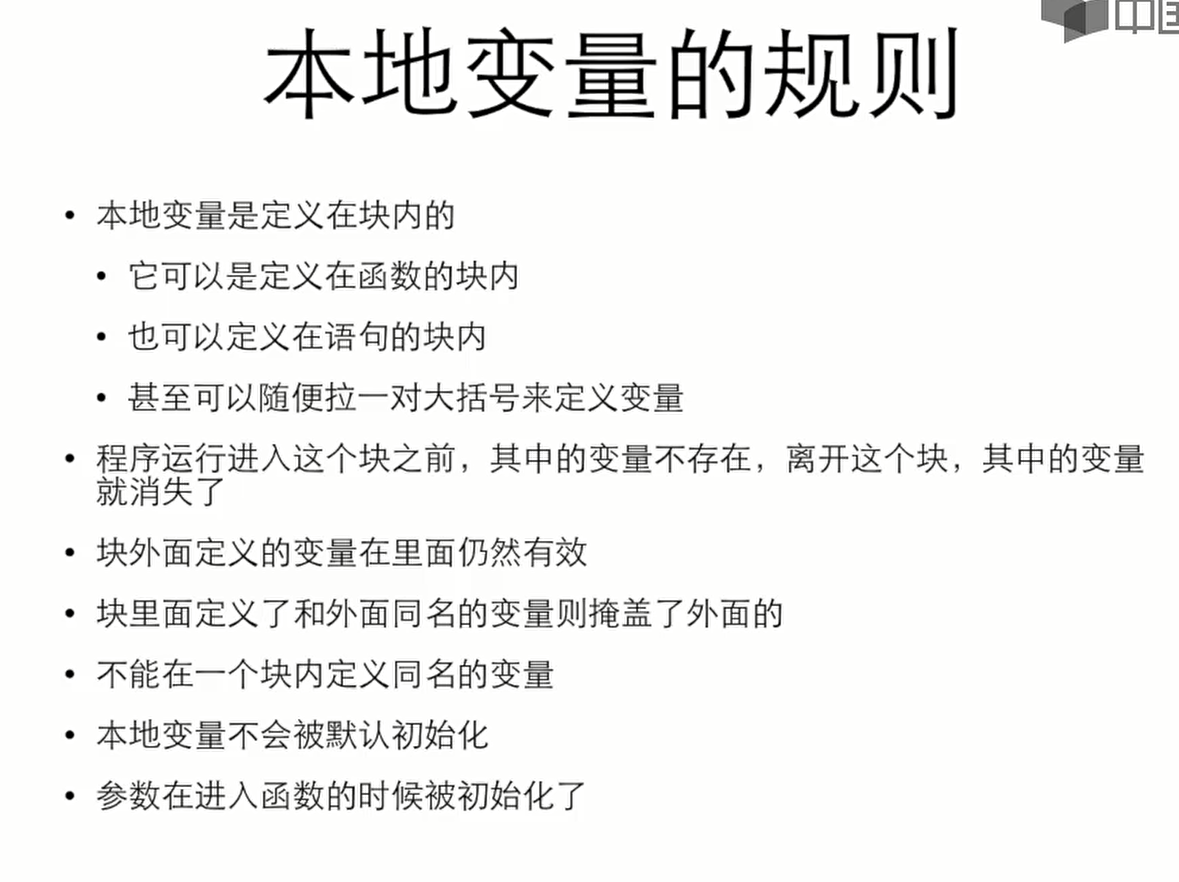 本地变量的规则
• 本地变量是定义在块内的
• 它可以是定义在函数的块内
• 也可以定义在语句的块内
• 甚至可以随便拉一对大括号来定义变量
• 程序运行进入这个块之前，其中的变量不存在，离开这个块，其中的变量
就消失了
• 块外面定义的变量在里面仍然有效
• 块里面定义了和外面同名的变量则掩盖了外面的
• 不能在一个块内定义同名的变量
• 本地变量不会被默认初始化
• 参数在进入函数的时候被初始化了